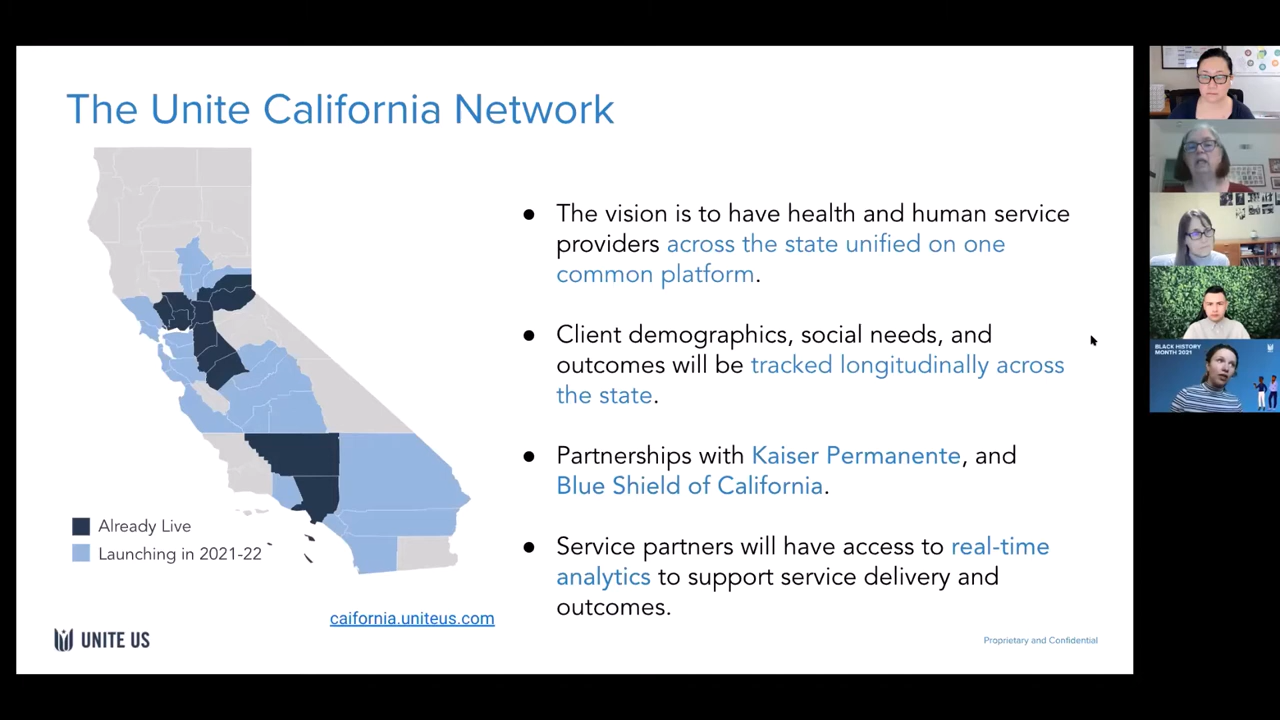 The Unite California Network
● The vision is to have health and human service
providers across the state unified on one
common platform.
● Client demographics, social needs, and
outcomes will be tracked longitudinally across
the state.
● Partnerships with Kaiser Permanente, and
Blue Shield of California.
● Service partners will have access to real-time
analytics to support service delivery and
outcomes.
Already Live
Launching in 2021-22
caifornia.uniteus.com
UNITE US
Proprietary and Confidential
BLACK HISTORY
MONTH 2021